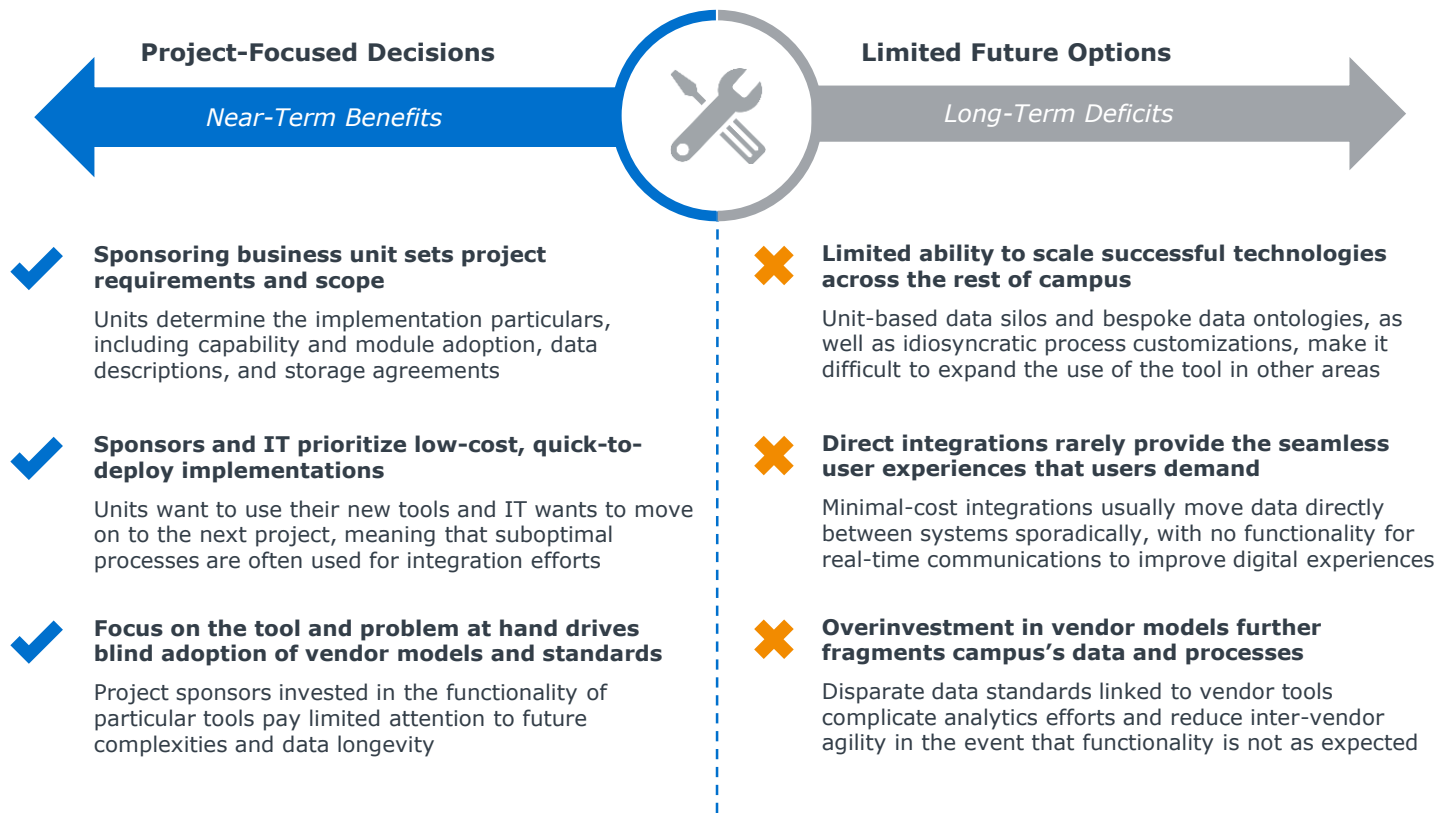 Project-Focused Decisions
Near-Term Benefits
Sponsoring business unit sets project
requirements and scope
Units determine the implementation particulars,
including capability and module adoption, data
descriptions, and storage agreements
Sponsors and IT prioritize low-cost, quick-to-
deploy implementations
Units want to use their new tools and IT wants to move
on to the next project, meaning that suboptimal
processes are often used for integration efforts
Focus on the tool and problem at hand drives
blind adoption of vendor models and standards
Project sponsors invested in the functionality of
particular tools pay limited attention to future
complexities and data longevity
Limited Future Options
Long-Term Deficits
Limited ability to scale successful technologies
across the rest of campus
Unit-based data silos and bespoke data ontologies, as
well as idiosyncratic process customizations, make it
difficult to expand the use of the tool in other areas
Direct integrations rarely provide the seamless
user experiences that users demand
Minimal-cost integrations usually move data directly
between systems sporadically, with no functionality for
real-time communications to improve digital experiences
Overinvestment in vendor models further
fragments campus's data and processes
Disparate data standards linked to vendor tools
complicate analytics efforts and reduce inter-vendor
agility in the event that functionality is not as expected